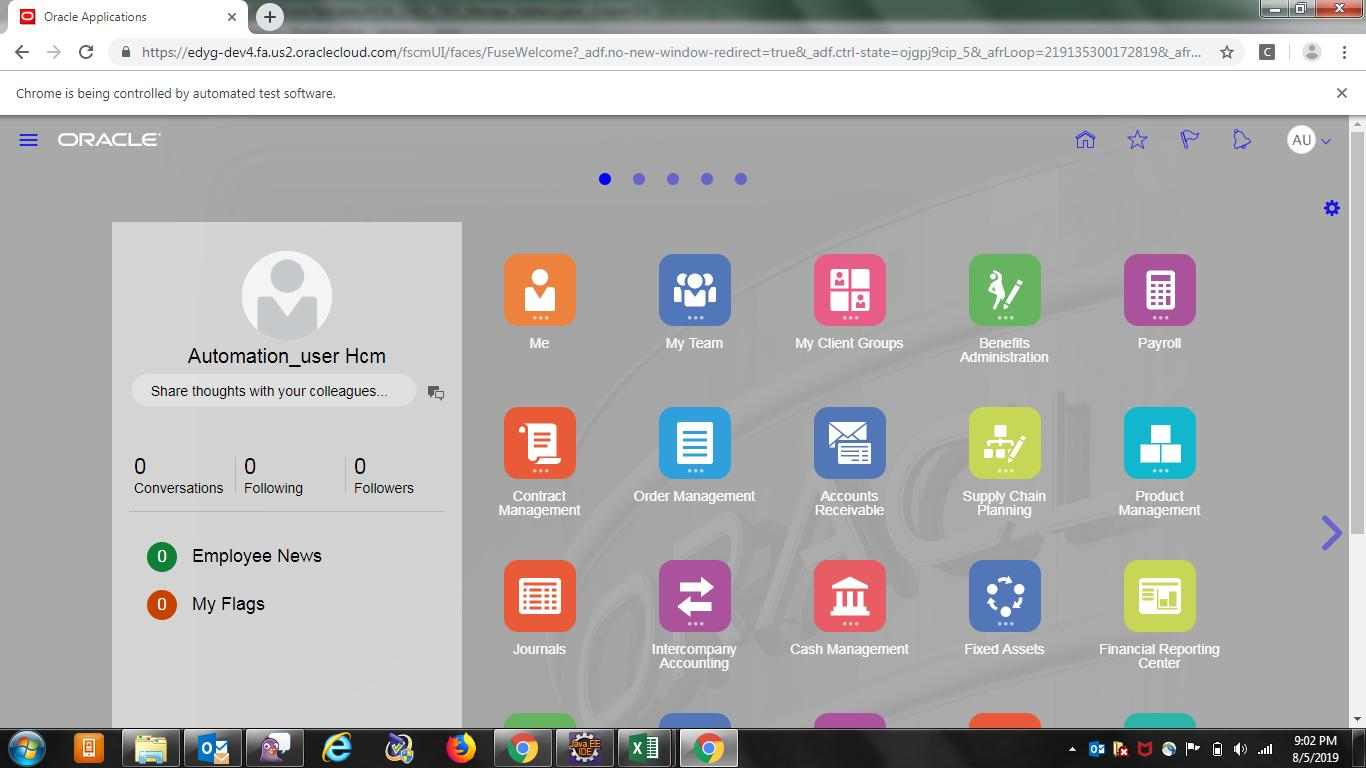 Oracle Applications
https://edyg-dev4.fa.us2.oraclecloud.com/fscmUI/faces/FuseWelcome?_adf.no-new-window-redirect=true&_adf.ctrl-state=ojgpj9cip_5&_afrLoop=219135300172819&_afr...
C
Chrome is being controlled by automated test software.
ORACLE
AU
Automation_user Hcm
Share thoughts with your colleagues...
0
Conversations
0
Following
0
Followers
0 Employee News
0 My Flags
Me
My Team
My Client Groups
Benefits
Administration
Payroll
Contract
Management
Order Management
Accounts
Receivable
Supply Chain
Planning
Product
Management
Journals
Intercompany
Accounting
Cash Management
Fixed Assets
Financial Reporting
Center
Java EE
IDE
9:02 PM
8/5/2019